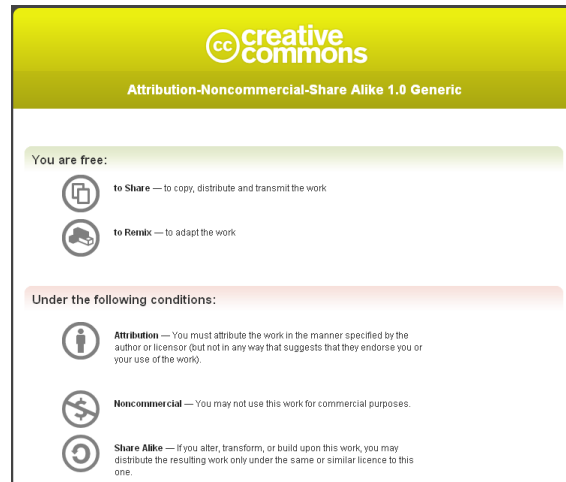 cc creative
commons
Attribution-Noncommercial-Share Alike 1.0 Generic
You are free:
to Share — to copy, distribute and transmit the work
to Remix — to adapt the work
Under the following conditions:
Attribution — You must attribute the work in the manner specified by the
author or licensor (but not in any way that suggests that they endorse you or
your use of the work).
Noncommercial — You may not use this work for commercial purposes.
Share Alike — If you alter, transform, or build upon this work, you may
distribute the resulting work only under the same or similar licence to this
one.